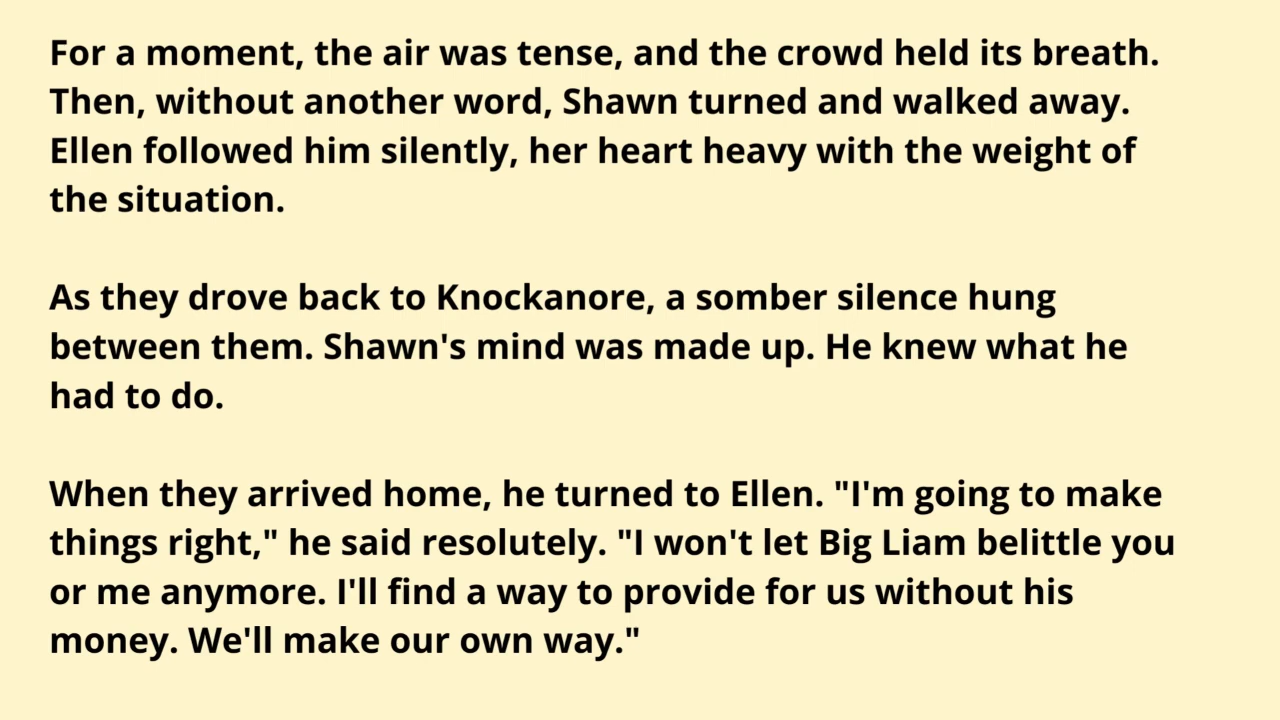 For a moment, the air was tense, and the crowd held its breath.
Then, without another word, Shawn turned and walked away.
Ellen followed him silently, her heart heavy with the weight of
the situation.
As they drove back to Knockanore, a somber silence hung
between them. Shawn's mind was made up. He knew what he
had to do.
When they arrived home, he turned to Ellen. "I'm going to make
things right," he said resolutely. "I won't let Big Liam belittle you
or me anymore. I'll find a way to provide for us without his
money. We'll make our own way."